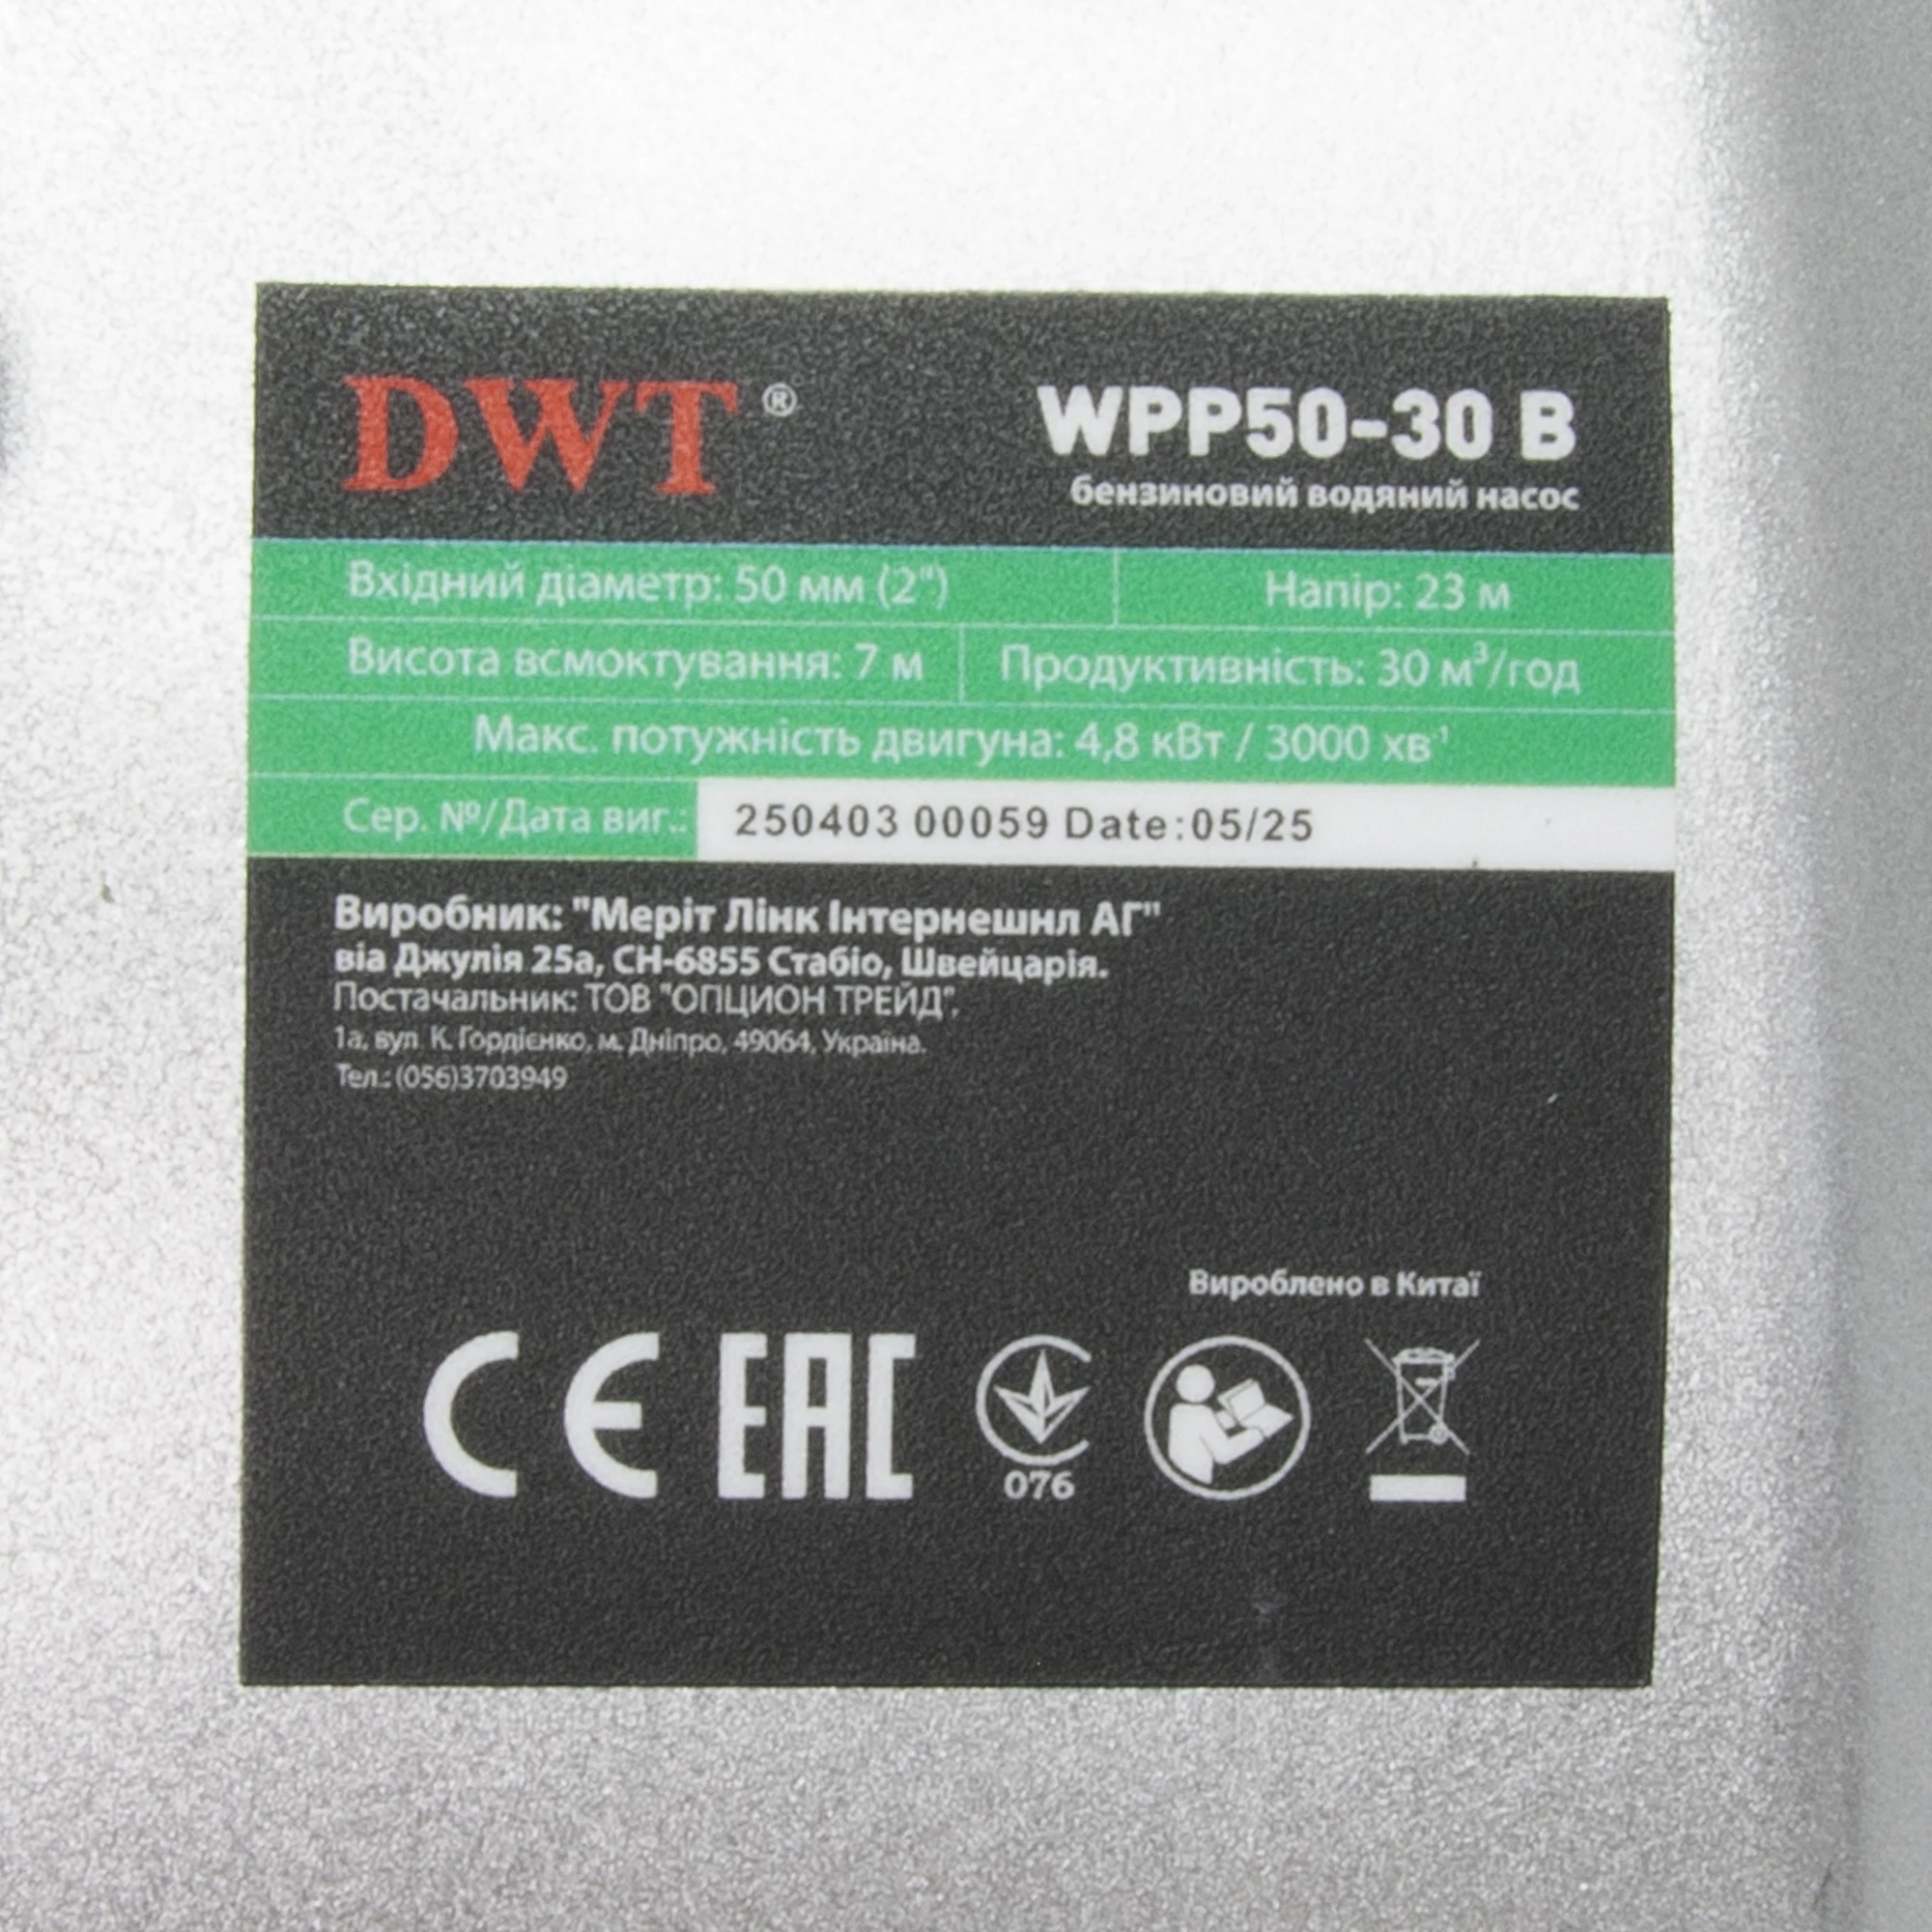 DWT® WPP50-30 B
бензиновий водяний насос
Вхідний діаметр: 50 мм (2") Напір: 23 м
Висота всмоктування: 7 м Продуктивність: 30 м³/год
Макс. потужність двигуна: 4,8 кВт / 3000 хв⁻¹
Сер. №/Дата виг.: 250403 00059 Date:05/25
Виробник: "Меріт Лінк Інтернешнл АГ"
віа Джулія 25а, CH-6855 Стабіо, Швейцарія.
Постачальник: ТОВ "ОПЦИОН ТРЕЙД",
1а, вул. К. Гордієнко, м. Дніпро, 49064, Україна.
Тел.: (056)3703949
Вироблено в Китаї
CE EAC
076